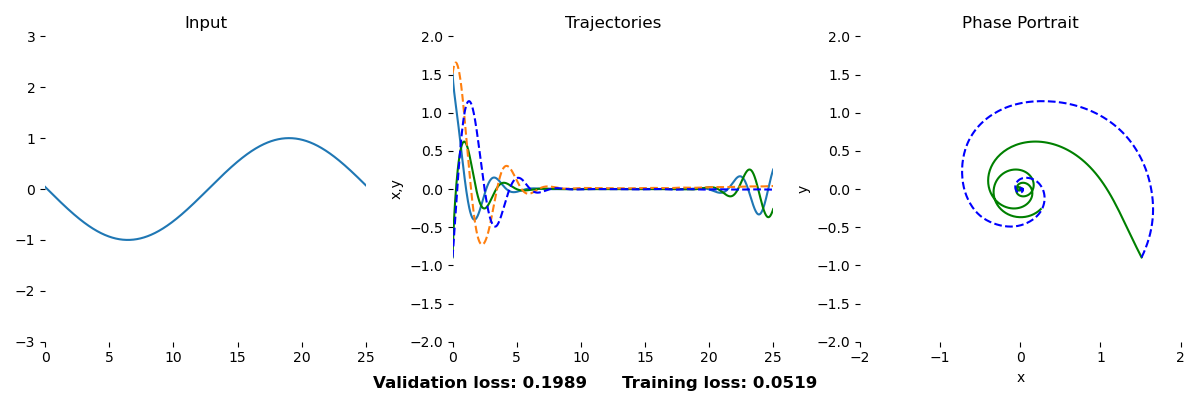 Input
3
2
1
0
−1
−2
−3
0 5 10 15 20 25
Trajectories
x,y
2.0
1.5
1.0
0.5
0.0
−0.5
−1.0
−1.5
−2.0
0 5 10 15 20 25
Phase Portrait
y
2.0
1.5
1.0
0.5
0.0
−0.5
−1.0
−1.5
−2.0
−2 −1 0 1 2
x
Validation loss: 0.1989 Training loss: 0.0519